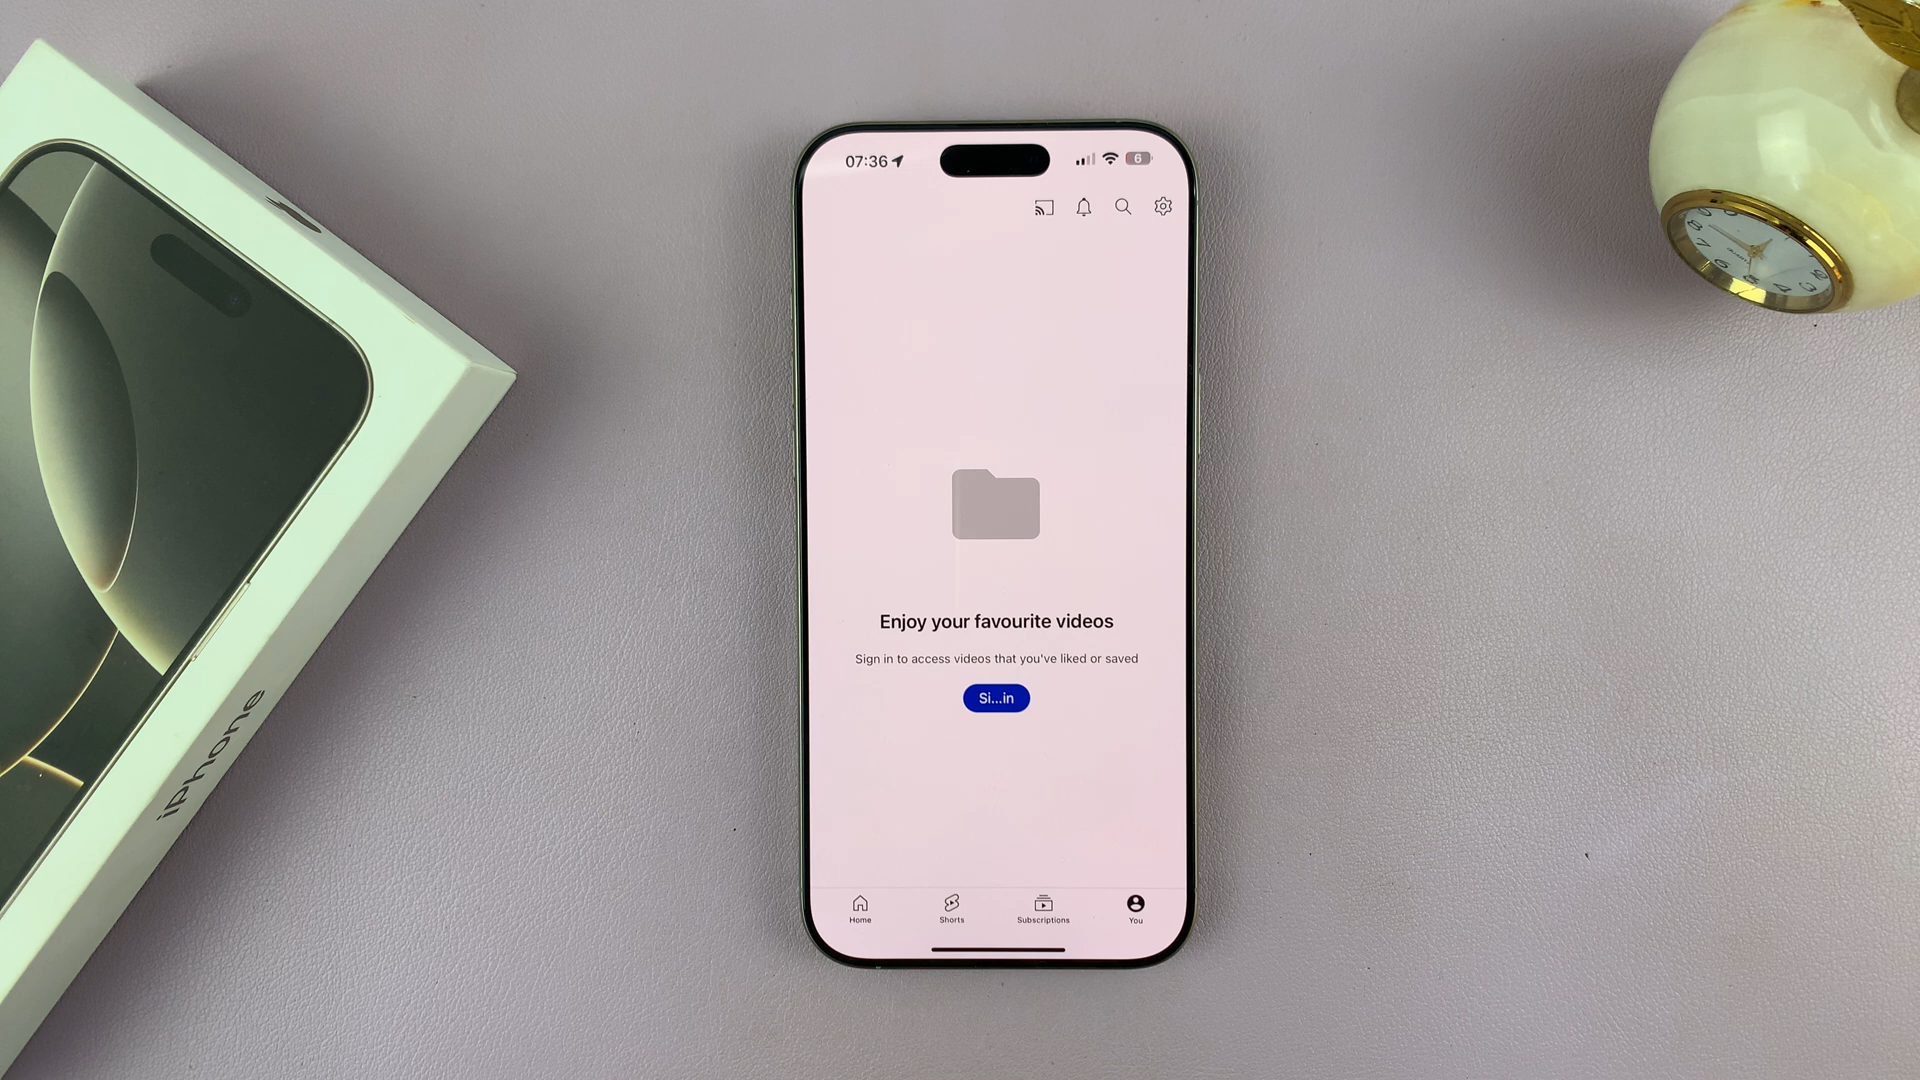 07:36
6
Enjoy your favourite videos
Sign in to access videos that you've liked or saved
Si...in
Home
Shorts
Subscriptions
You
iPhone